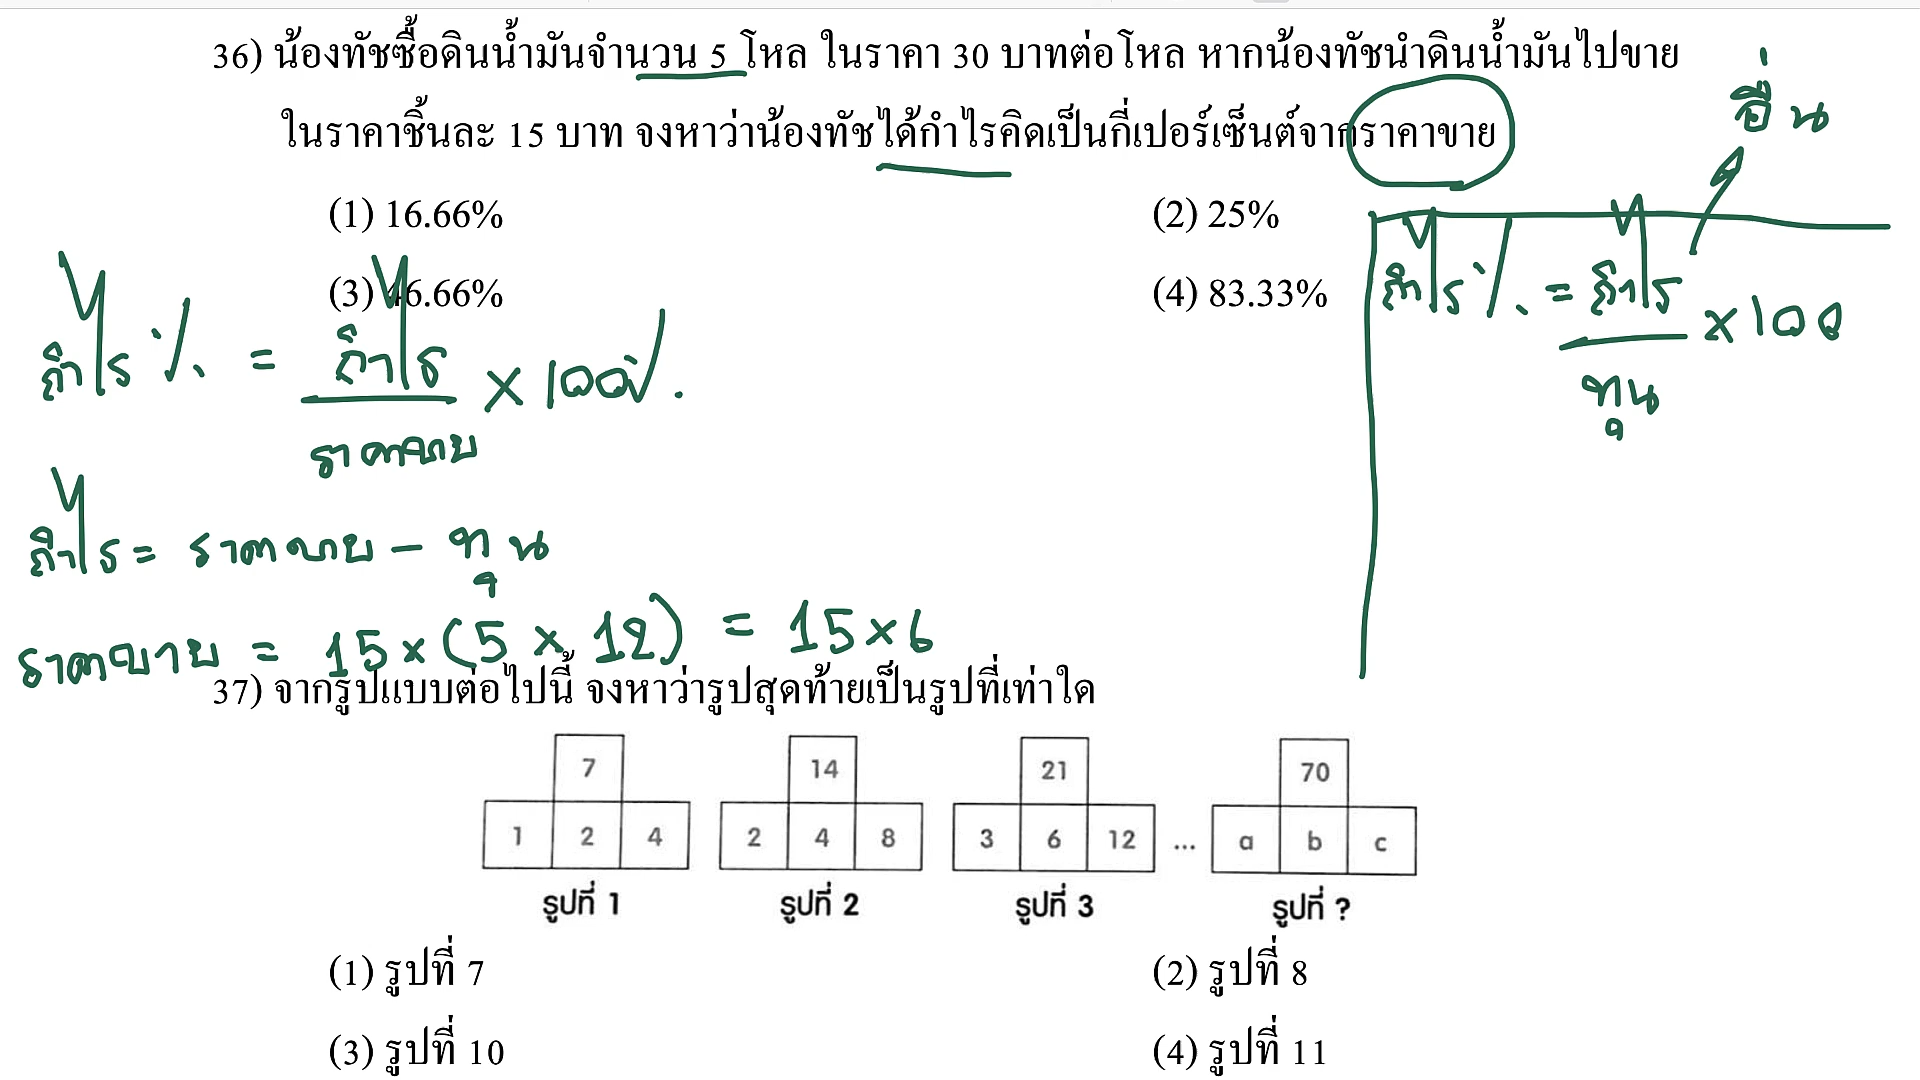 36) น้องทัชซื้อดินน้ำมันจำนวน 5 โหล ในราคา 30 บาทต่อโหล หากน้องทัชนำดินน้ำมันไปขาย
ในราคาชิ้นละ 15 บาท จงหาว่าน้องทัชได้กำไรคิดเป็นกี่เปอร์เซ็นต์จากราคาขาย
อื่น
(1) 16.66% (2) 25%
(3) 46.66% (4) 83.33%
กำไร % = กำไร × 100
ทุน
กำไร % = กำไร × 100%
ราคาขาย
กำไร = ราคาขาย - ทุน
ราคาขาย = 15 × (5 × 12) = 15 × 6
37) จากรูปแบบต่อไปนี้ จงหาว่ารูปสุดท้ายเป็นรูปที่เท่าใด
7 14 21 70
1 2 4 2 4 8 3 6 12 ... a b c
รูปที่ 1 รูปที่ 2 รูปที่ 3 รูปที่ ?
(1) รูปที่ 7 (2) รูปที่ 8
(3) รูปที่ 10 (4) รูปที่ 11